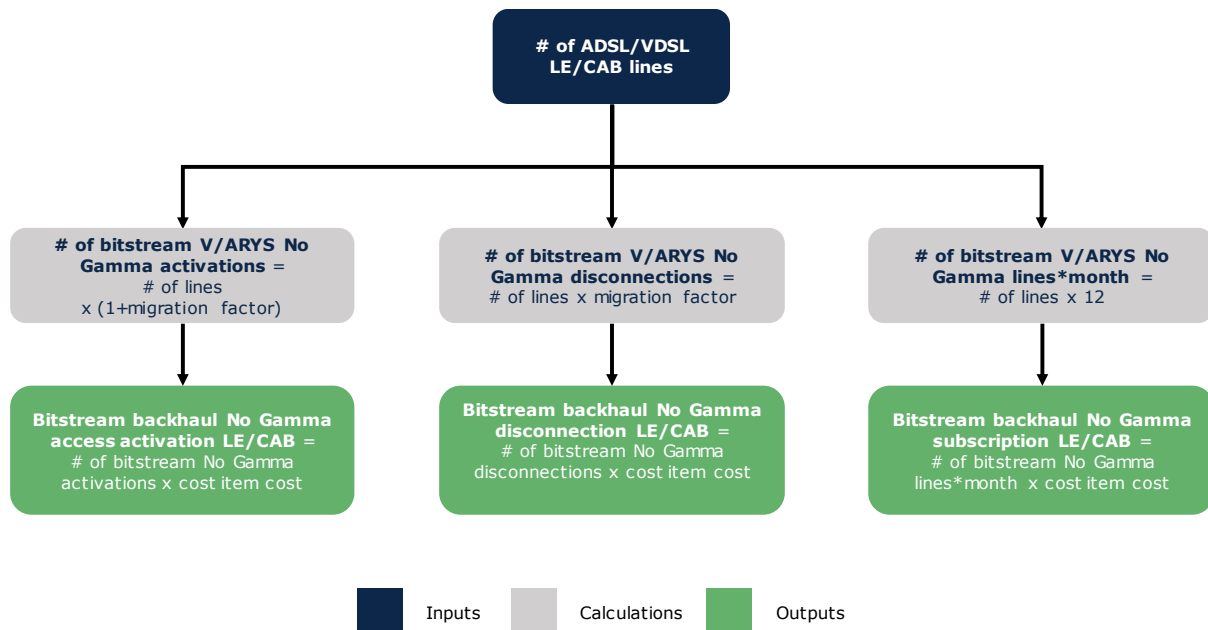 # of ADSL/VDSL
LE/CAB lines
# of bitstream V/ARYS No
Gamma activations =
# of lines
x (1+migration factor)
# of bitstream V/ARYS No
Gamma disconnections =
# of lines x migration factor
# of bitstream V/ARYS No
Gamma lines*month =
# of lines x 12
Bitstream backhaul No Gamma
access activation LE/CAB =
# of bitstream No Gamma
activations x cost item cost
Bitstream backhaul No Gamma
disconnection LE/CAB =
# of bitstream No Gamma
disconnections x cost item cost
Bitstream backhaul No Gamma
subscription LE/CAB =
# of bitstream No Gamma
lines*month x cost item cost
Inputs
Calculations
Outputs